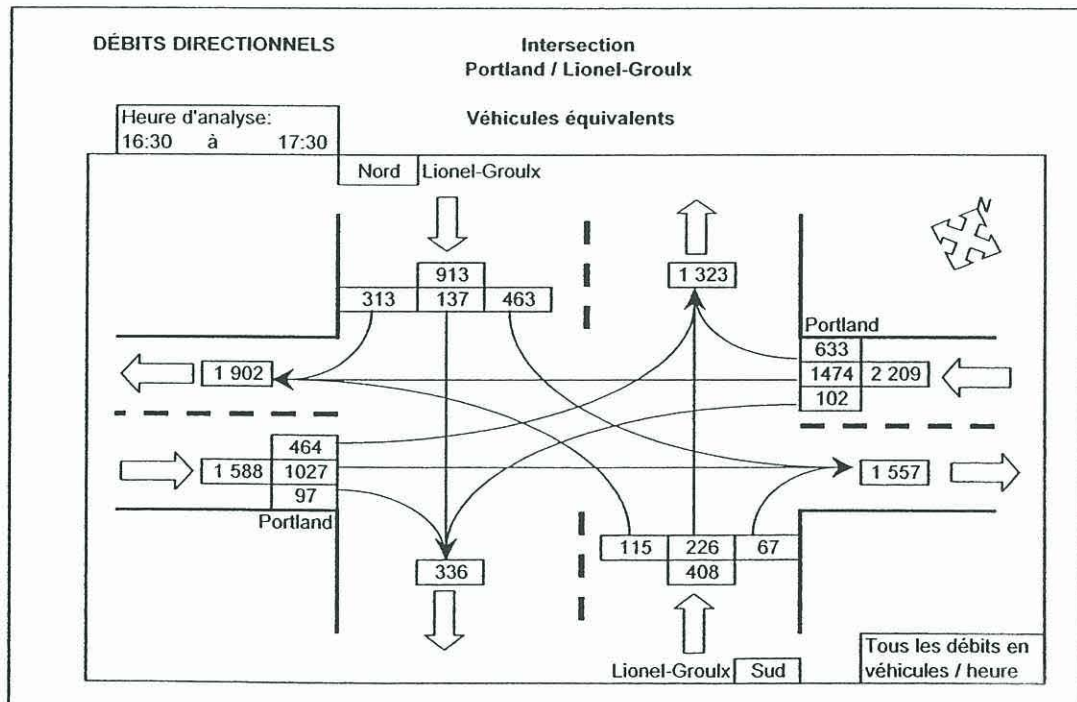 DÉBITS DIRECTIONNELS
Intersection
Portland / Lionel-Groulx
Véhicules équivalents
Heure d'analyse:
16:30 à 17:30
Nord Lionel-Groulx
N
913
313 137 463
1 323
Portland
633
1474 2 209
102
1 902
464
1 588 1027
97
Portland
1 557
336
115 226 67
408
Lionel-Groulx Sud
Tous les débits en
véhicules / heure